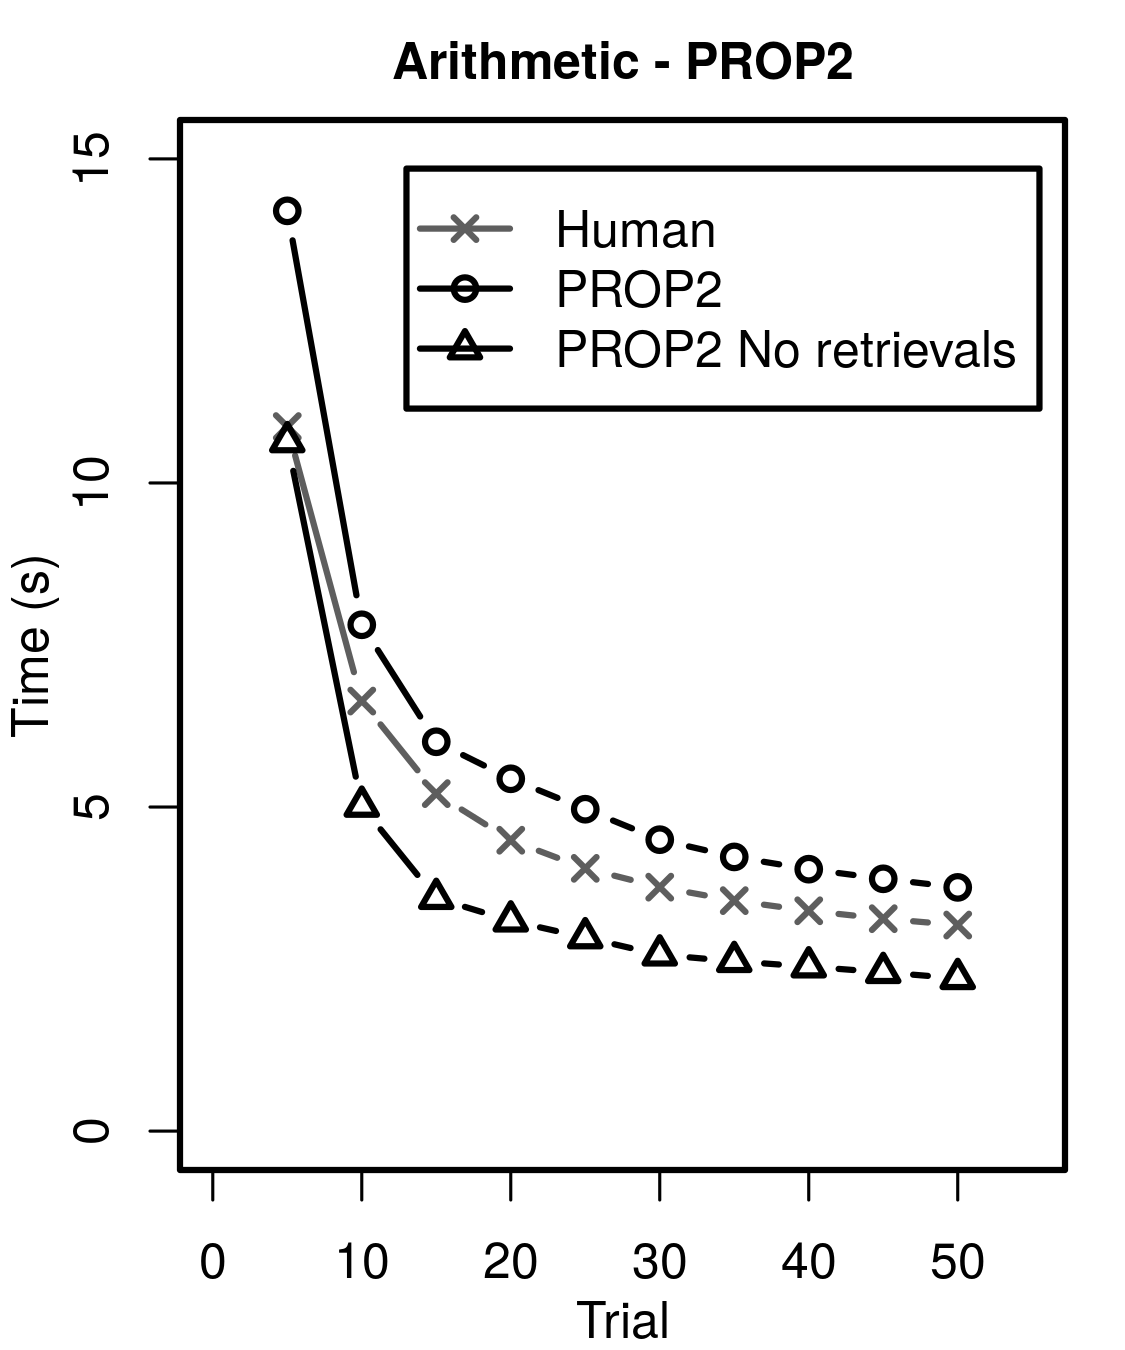 Arithmetic - PROP2
Human
PROP2
PROP2 No retrievals
Time (s)
15
10
5
0
0 10 20 30 40 50
Trial